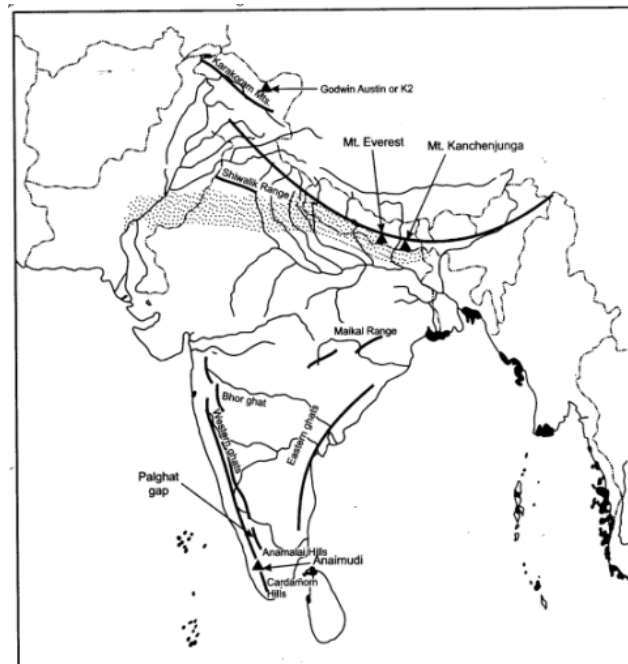 Karakoram Mts.
Godwin Austin or K2
Mt. Everest
Mt. Kanchenjunga
Shiwalik Range
Maikal Range
Bhor ghat
Western ghats
Eastern ghats
Palghat
gap
Anamalai Hills
Anaimudi
Cardamom
Hills